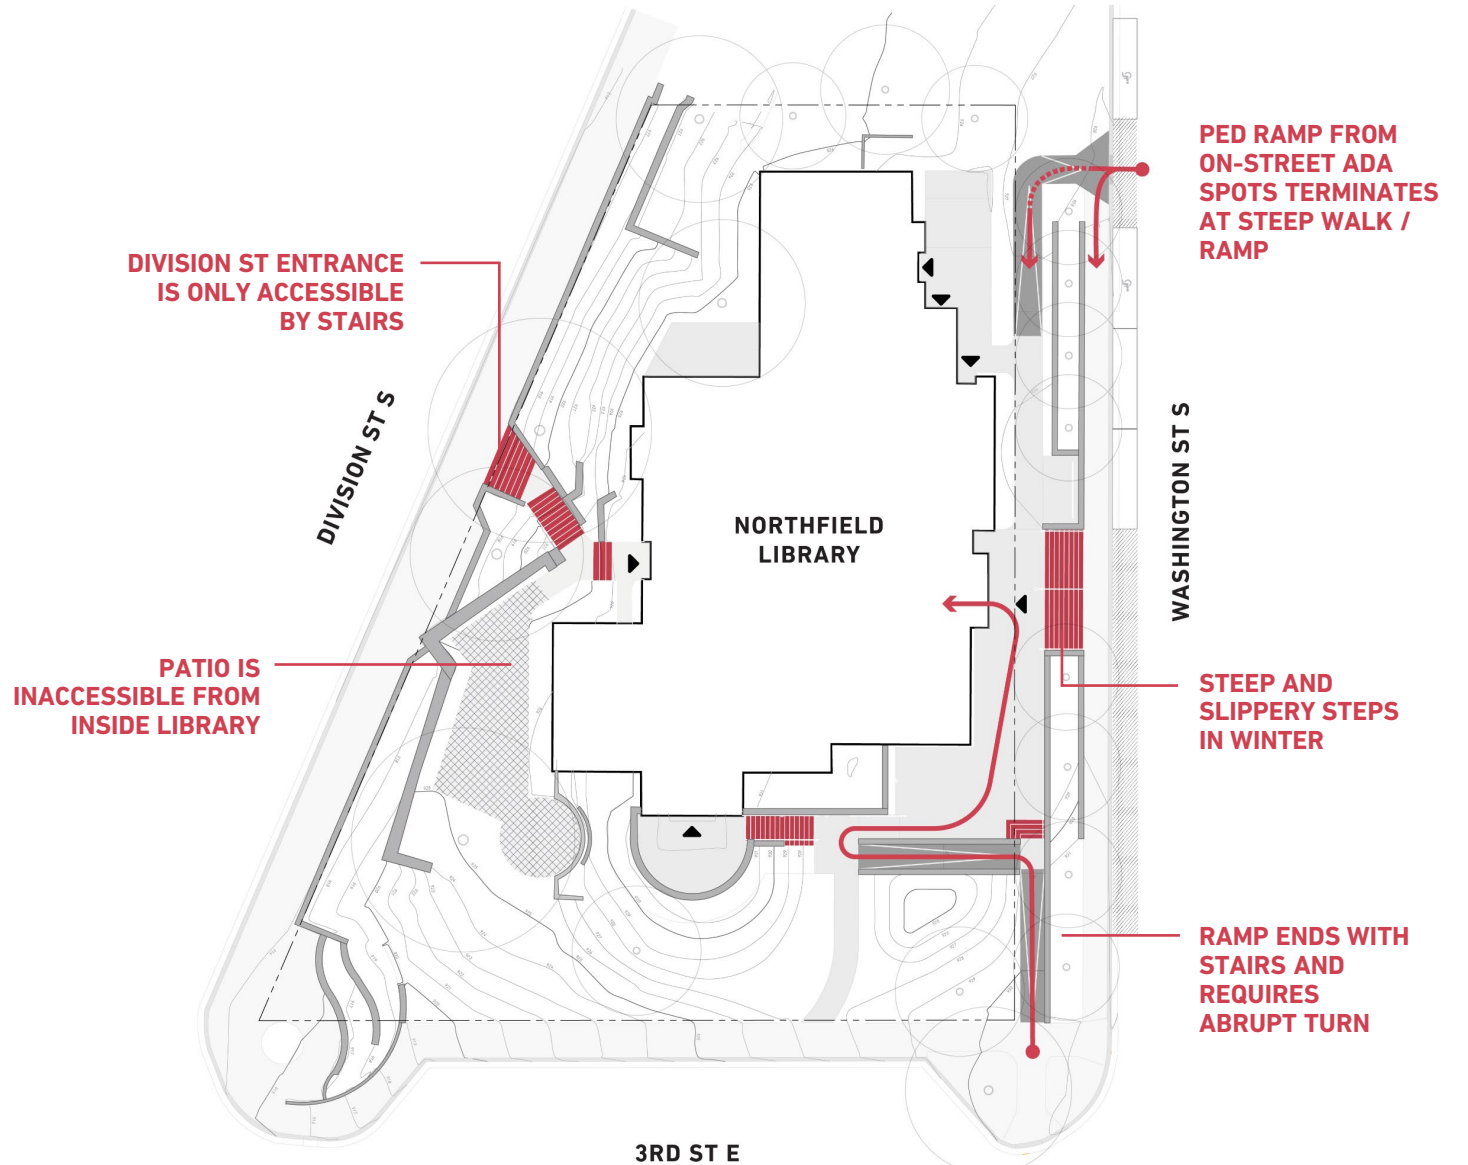 PED RAMP FROM
ON-STREET ADA
SPOTS TERMINATES
AT STEEP WALK /
RAMP
DIVISION ST ENTRANCE
IS ONLY ACCESSIBLE
BY STAIRS
DIVISION ST S
WASHINGTON ST S
NORTHFIELD
LIBRARY
PATIO IS
INACCESSIBLE FROM
INSIDE LIBRARY
STEEP AND
SLIPPERY STEPS
IN WINTER
RAMP ENDS WITH
STAIRS AND
REQUIRES
ABRUPT TURN
3RD ST E